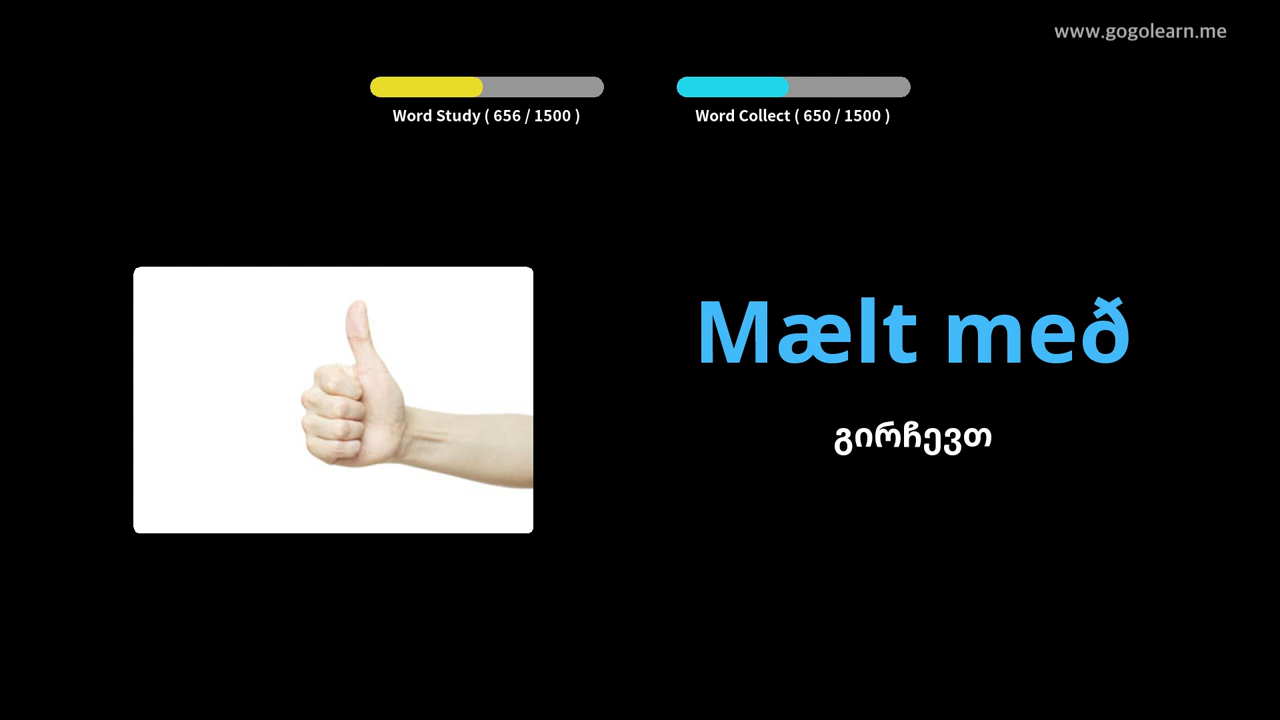 www.gogolearn.me
Word Study ( 656 / 1500 )
Word Collect ( 650 / 1500 )
Mælt með
გირჩევთ